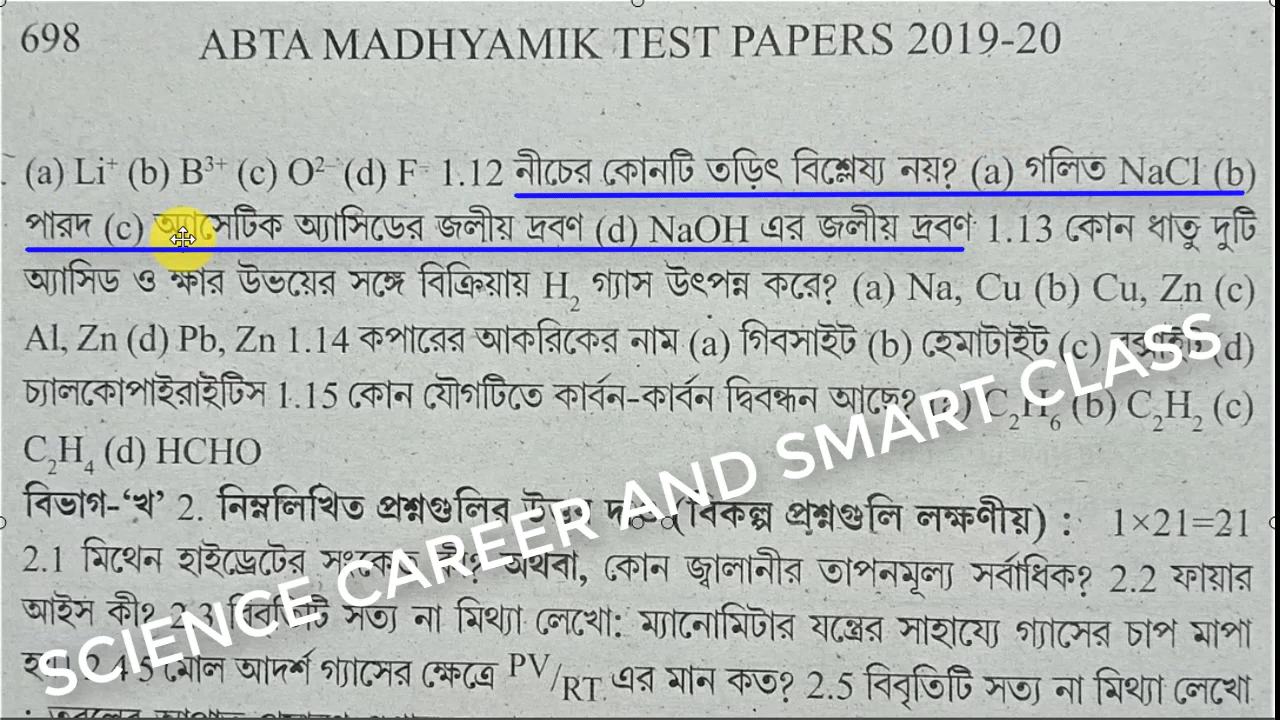 698 ABTA MADHYAMIK TEST PAPERS 2019-20
(a) Li⁺ (b) B³⁺ (c) O²⁻ (d) F⁻ 1.12 নীচের কোনটি তড়িৎ বিশ্লেষ্য নয়? (a) গলিত NaCl (b)
পারদ (c) অ্যাসেটিক অ্যাসিডের জলীয় দ্রবণ (d) NaOH এর জলীয় দ্রবণ 1.13 কোন ধাতু দুটি
অ্যাসিড ও ক্ষার উভয়ের সঙ্গে বিক্রিয়ায় H₂ গ্যাস উৎপন্ন করে? (a) Na, Cu (b) Cu, Zn (c)
Al, Zn (d) Pb, Zn 1.14 কপারের আকরিকের নাম (a) গিবসাইট (b) হেমাটাইট (c) (d)
চ্যালকোপাইরাইটিস 1.15 কোন যৌগটিতে কার্বন-কার্বন দ্বিবন্ধন আছে? (a) C₂H₆ (b) C₂H₂ (c)
C₂H₄ (d) HCHO
বিভাগ-‘খ’ 2. নিম্নলিখিত প্রশ্নগুলির উত্তর দাও (বিকল্প প্রশ্নগুলি লক্ষণীয়) : 1×21=21
2.1 মিথেন হাইড্রেটের সংকেত কী? অথবা, কোন জ্বালানীর তাপনমূল্য সর্বাধিক? 2.2 ফায়ার
আইস কী? 2.3 বিবৃতিটি সত্য না মিথ্যা লেখো: ম্যানোমিটার যন্ত্রের সাহায্যে গ্যাসের চাপ মাপা
হয়। 2.4 5 মোল আদর্শ গ্যাসের ক্ষেত্রে PV/RT এর মান কত? 2.5 বিবৃতিটি সত্য না মিথ্যা লেখো
SCIENCE CAREER AND SMART CLASS